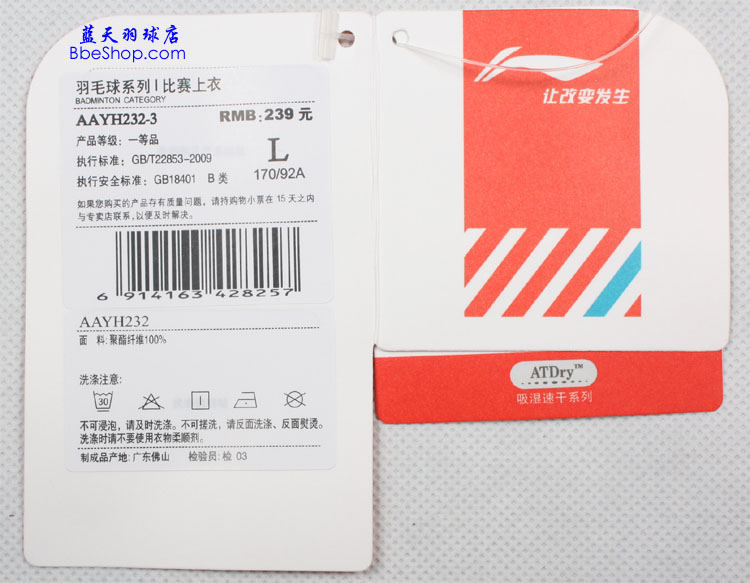 蓝天羽球店
BbeShop.com
羽毛球系列 | 比赛上衣
BADMINTON CATEGORY
AAYH232-3
RMB: 239 元
产品等级: 一等品
执行标准: GB/T22853-2009
L
执行安全标准: GB18401 B 类
170/92A
如果您购买的产品存有质量问题, 请持购物小票在 15 天之内
与专卖店联系, 以便及时解决。
6 914163 428257
AAYH232
面 料: 聚酯纤维100%
洗涤注意:
30
不可浸泡, 请及时洗涤。不可搓洗, 请反面洗涤、反面熨烫。
洗涤时请不要使用衣物柔顺剂。
制成品产地: 广东佛山 检验员: 检 03
让改变发生
ATDry™
吸湿速干系列